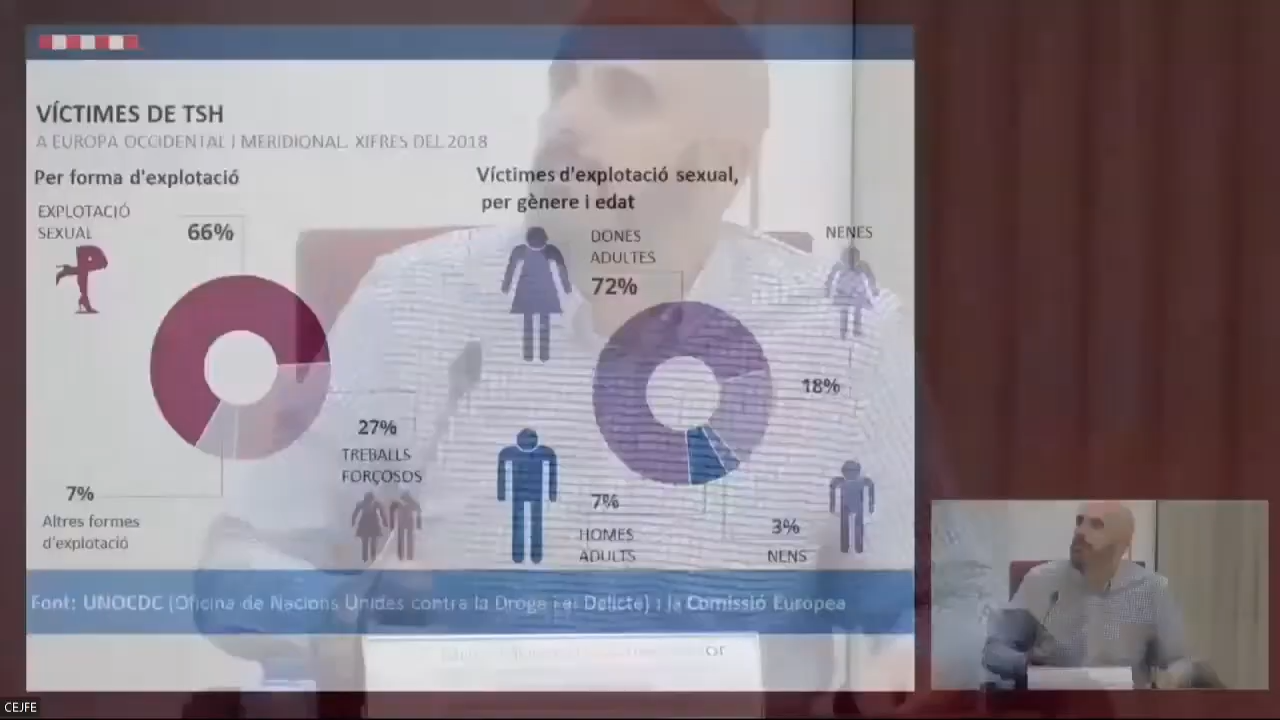 VÍCTIMES DE TSH
A EUROPA OCCIDENTAL I MERIDIONAL. XIFRES DEL 2018
Per forma d'explotació
EXPLOTACIÓ
SEXUAL
66%
27%
TREBALLS
FORÇOSOS
7%
Altres formes
d'explotació
Víctimes d'explotació sexual,
per gènere i edat
DONES
ADULTES
72%
NENES
18%
7%
HOMES
ADULTS
3%
NENS
Font: UNOCDC (Oficina de Nacions Unides contra la Droga i el Delicte) i la Comissió Europea
CEJFE